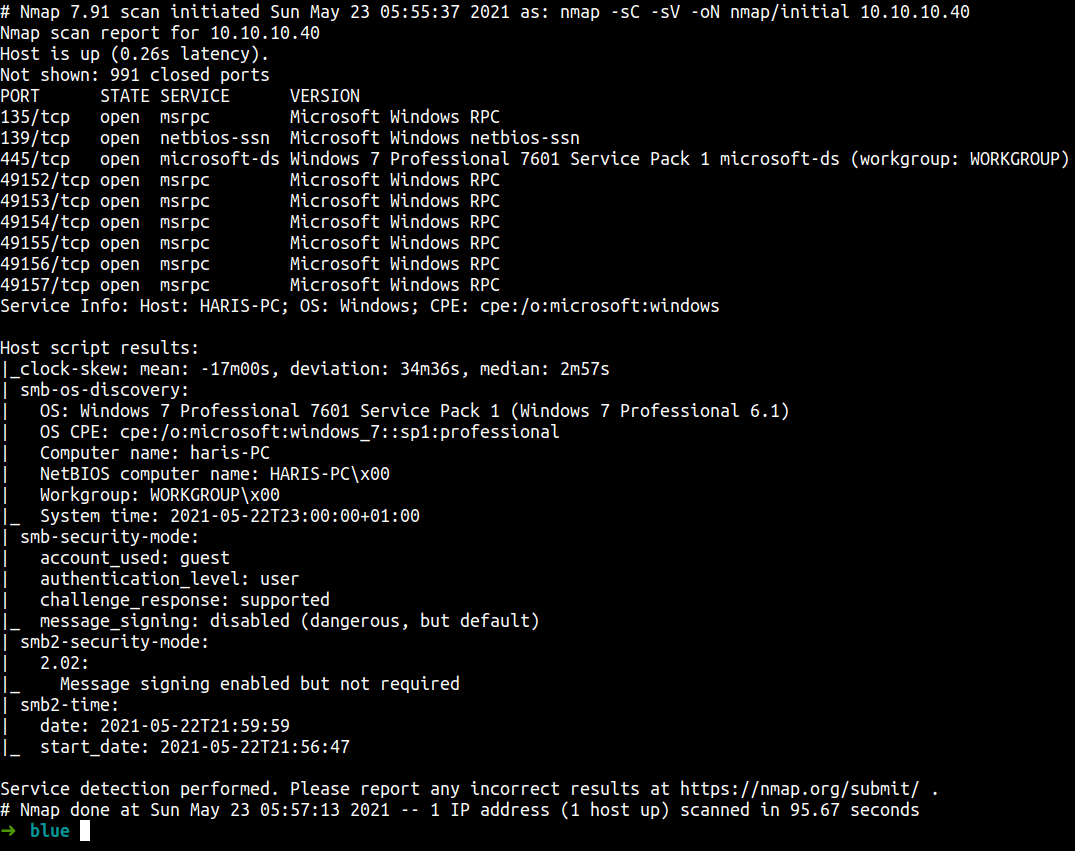 # Nmap 7.91 scan initiated Sun May 23 05:55:37 2021 as: nmap -sC -sV -oN nmap/initial 10.10.10.40
Nmap scan report for 10.10.10.40
Host is up (0.26s latency).
Not shown: 991 closed ports
PORT      STATE SERVICE      VERSION
135/tcp   open  msrpc        Microsoft Windows RPC
139/tcp   open  netbios-ssn  Microsoft Windows netbios-ssn
445/tcp   open  microsoft-ds Windows 7 Professional 7601 Service Pack 1 microsoft-ds (workgroup: WORKGROUP)
49152/tcp open  msrpc        Microsoft Windows RPC
49153/tcp open  msrpc        Microsoft Windows RPC
49154/tcp open  msrpc        Microsoft Windows RPC
49155/tcp open  msrpc        Microsoft Windows RPC
49156/tcp open  msrpc        Microsoft Windows RPC
49157/tcp open  msrpc        Microsoft Windows RPC
Service Info: Host: HARIS-PC; OS: Windows; CPE: cpe:/o:microsoft:windows

Host script results:
|_clock-skew: mean: -17m00s, deviation: 34m36s, median: 2m57s
| smb-os-discovery:
|   OS: Windows 7 Professional 7601 Service Pack 1 (Windows 7 Professional 6.1)
|   OS CPE: cpe:/o:microsoft:windows_7::sp1:professional
|   Computer name: haris-PC
|   NetBIOS computer name: HARIS-PC\x00
|   Workgroup: WORKGROUP\x00
|_  System time: 2021-05-22T23:00:00+01:00
| smb-security-mode:
|   account_used: guest
|   authentication_level: user
|   challenge_response: supported
|_  message_signing: disabled (dangerous, but default)
| smb2-security-mode:
|   2.02:
|_    Message signing enabled but not required
| smb2-time:
|   date: 2021-05-22T21:59:59
|_  start_date: 2021-05-22T21:56:47

Service detection performed. Please report any incorrect results at https://nmap.org/submit/ .
# Nmap done at Sun May 23 05:57:13 2021 -- 1 IP address (1 host up) scanned in 95.67 seconds
➜ blue